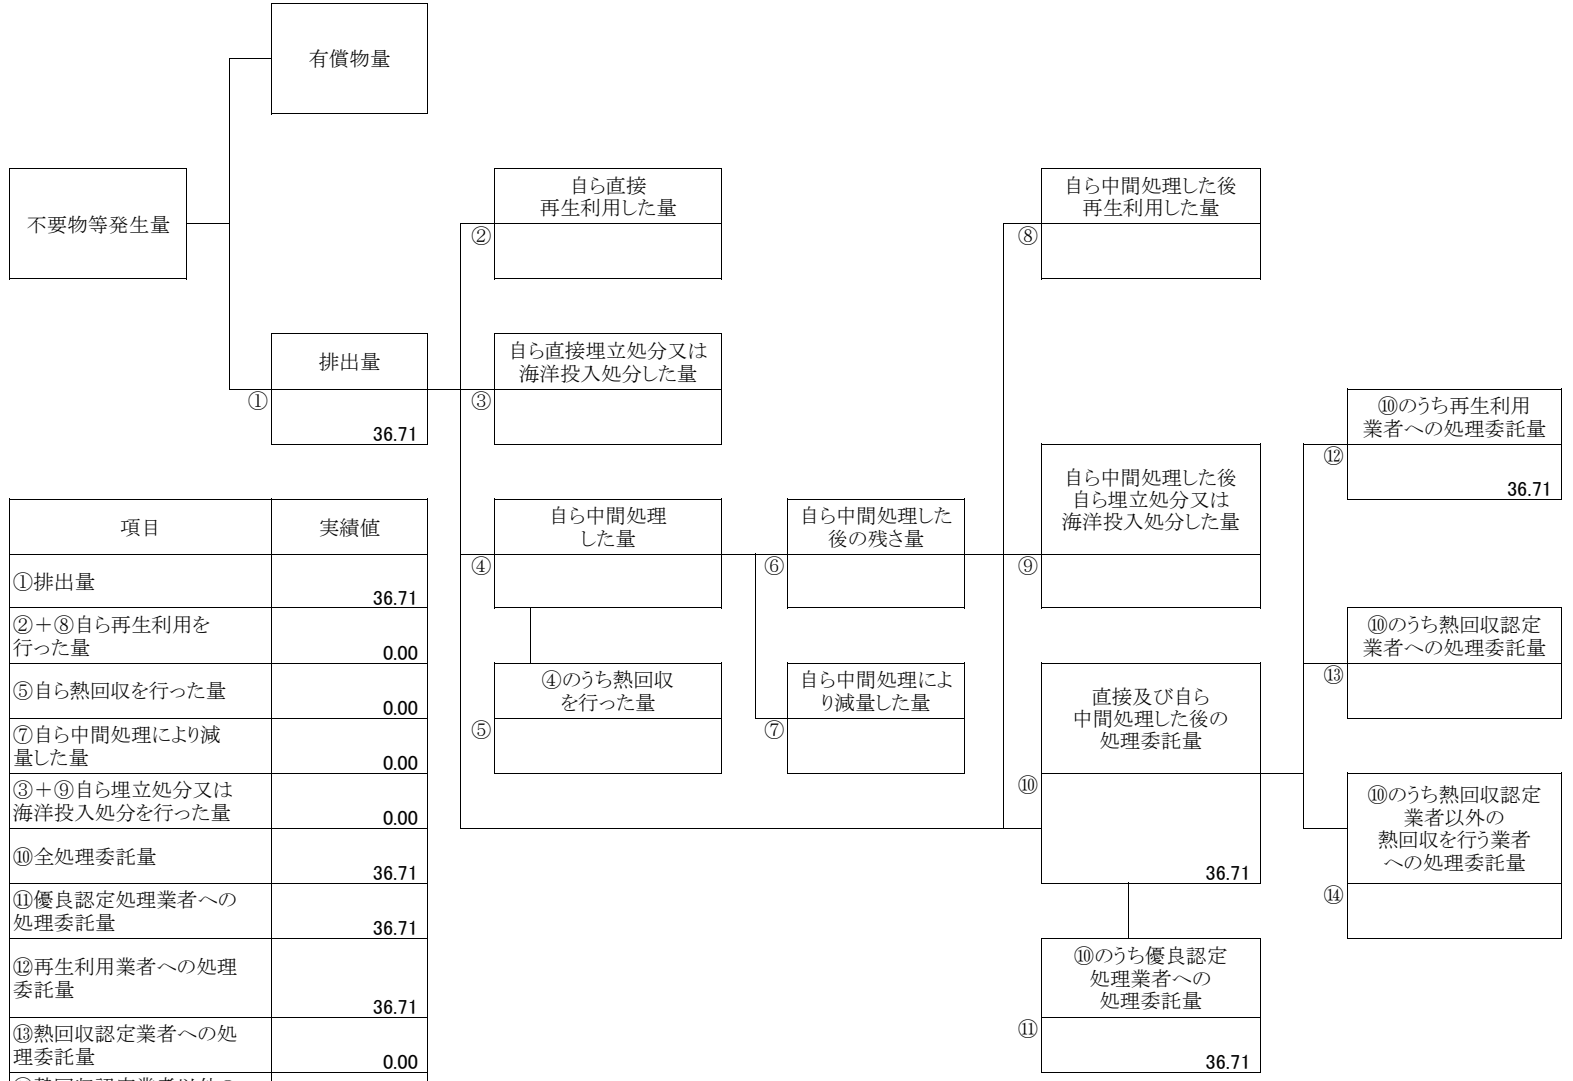 有償物量
不要物等発生量
自ら直接
再生利用した量
②
自ら中間処理した後
再生利用した量
⑧
排出量
①
36.71
自ら直接埋立処分又は
海洋投入処分した量
③
⑩のうち再生利用
業者への処理委託量
⑫
36.71
自ら中間処理
した量
④
自ら中間処理した
後の残さ量
⑥
自ら中間処理した後
自ら埋立処分又は
海洋投入処分した量
⑨
⑩のうち熱回収認定
業者への処理委託量
⑬
④のうち熱回収
を行った量
⑤
自ら中間処理によ
り減量した量
⑦
直接及び自ら
中間処理した後の
処理委託量
⑩
36.71
⑩のうち熱回収認定
業者以外の
熱回収を行う業者
への処理委託量
⑭
⑩のうち優良認定
処理業者への
処理委託量
⑪
36.71
項目 実績値
①排出量
36.71
②＋⑧自ら再生利用を
行った量
0.00
⑤自ら熱回収を行った量
0.00
⑦自ら中間処理により減
量した量
0.00
③＋⑨自ら埋立処分又は
海洋投入処分を行った量
0.00
⑩全処理委託量
36.71
⑪優良認定処理業者への
処理委託量
36.71
⑫再生利用業者への処理
委託量
36.71
⑬熱回収認定業者への処
理委託量
0.00